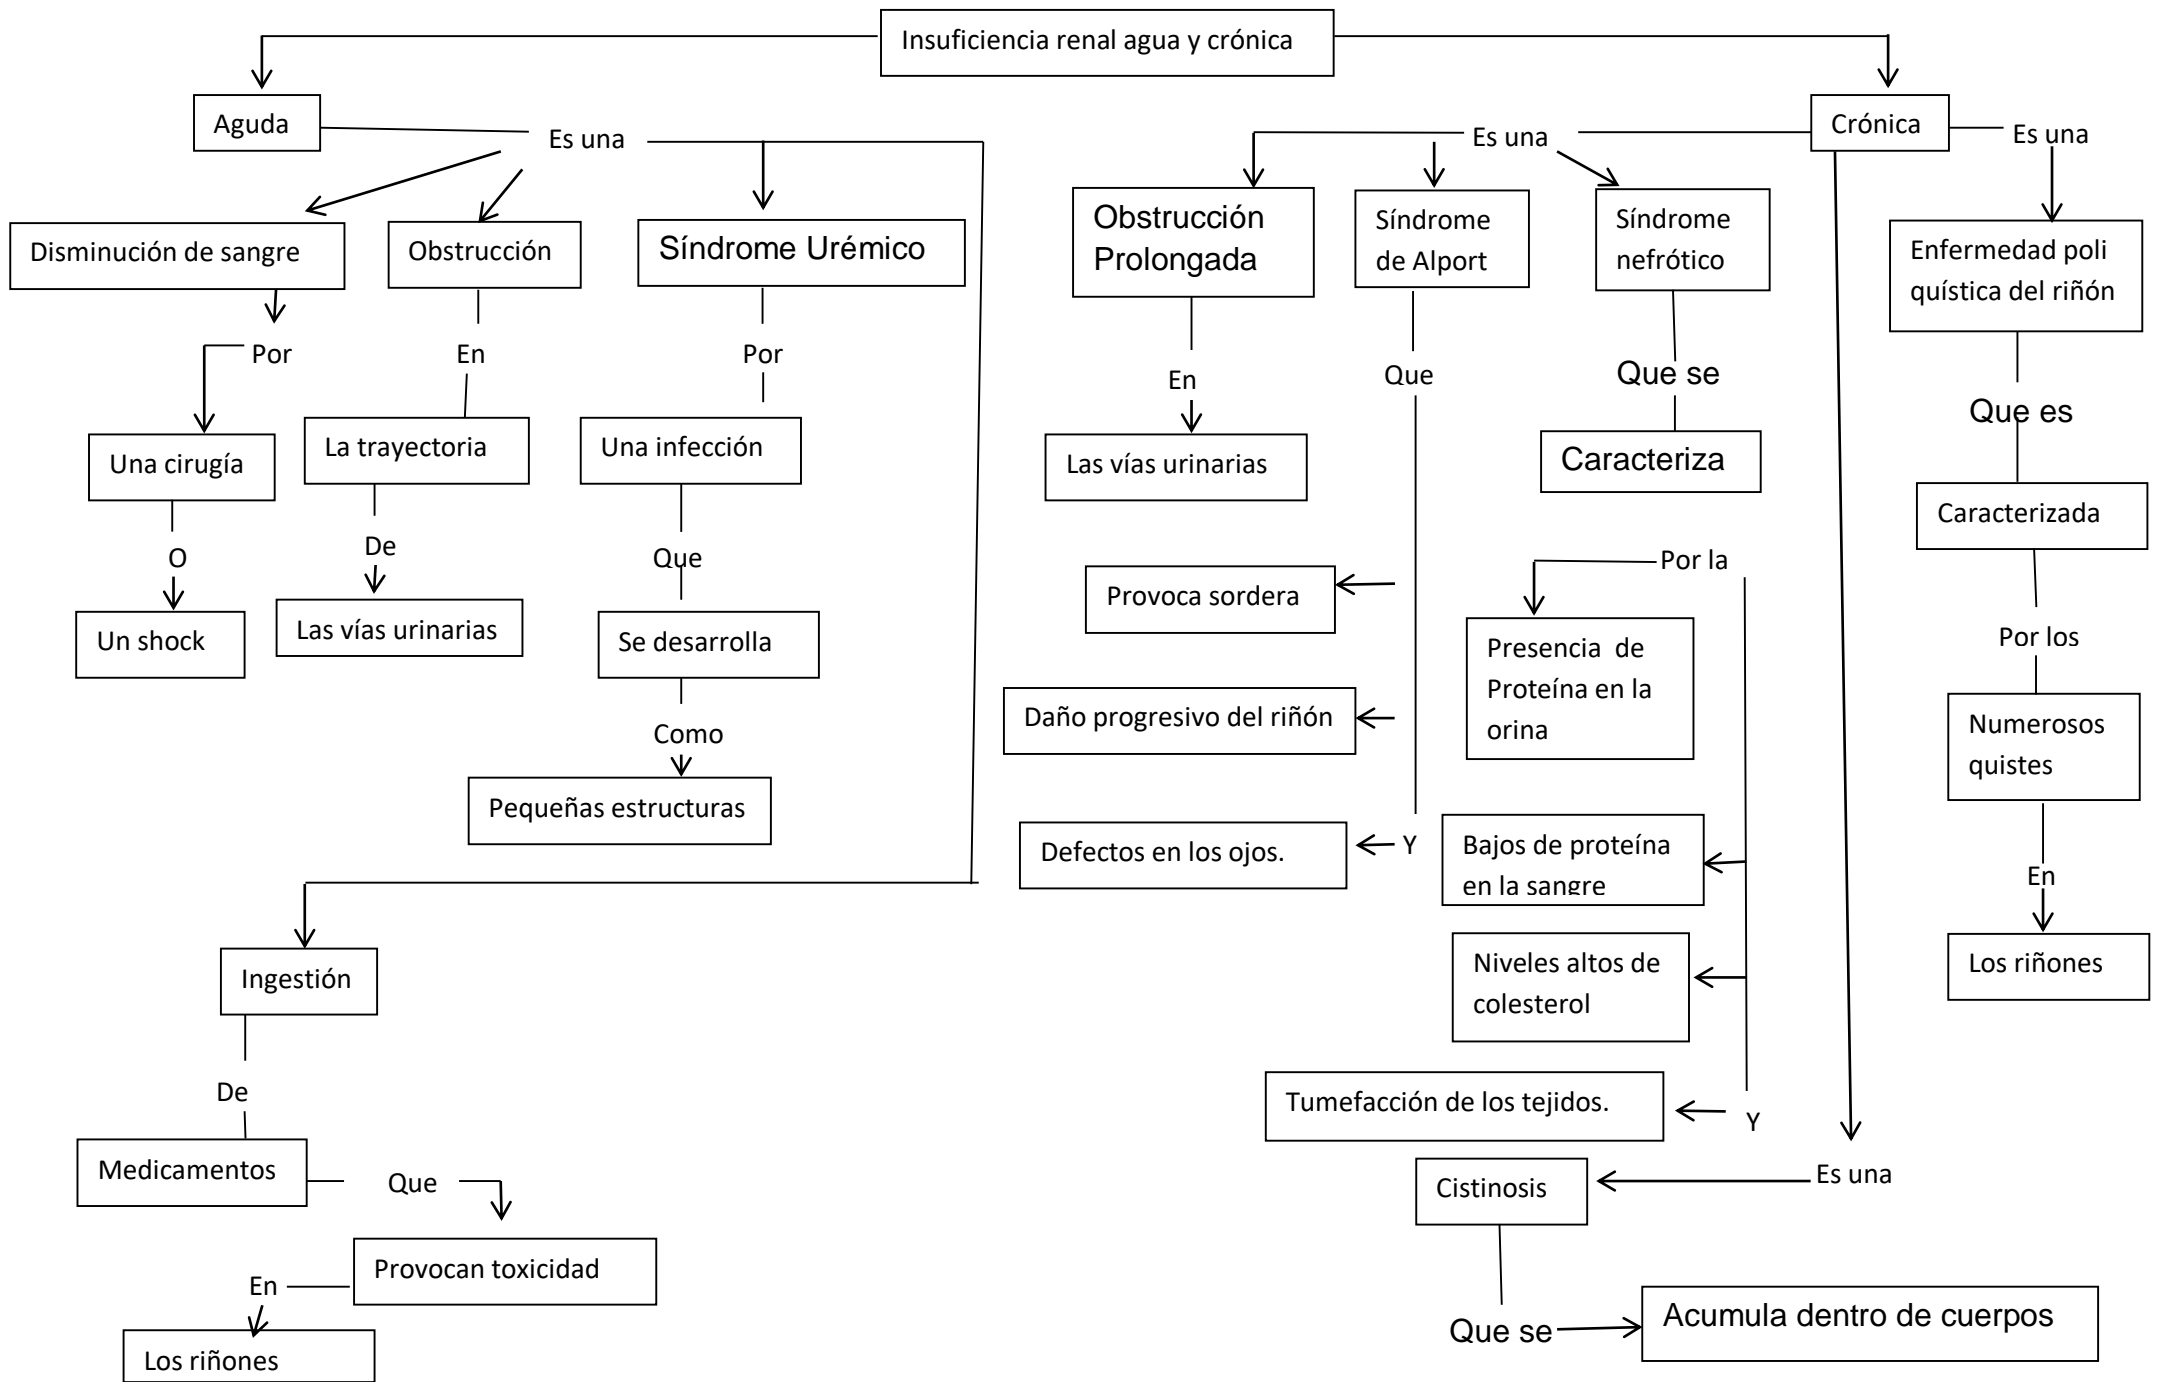 Insuficiencia renal agua y crónica
Aguda
Es una
Disminución de sangre
Por
Una cirugía
O
Un shock
Obstrucción
En
La trayectoria
De
Las vías urinarias
Síndrome Urémico
Por
Una infección
Que
Se desarrolla
Como
Pequeñas estructuras
Ingestión
De
Medicamentos
Que
Provocan toxicidad
En
Los riñones
Crónica
Es una
Obstrucción
Prolongada
En
Las vías urinarias
Síndrome
de Alport
Que
Provoca sordera
Daño progresivo del riñón
Y
Defectos en los ojos.
Síndrome
nefrótico
Que se
Caracteriza
Por la
Presencia de
Proteína en la
orina
Bajos de proteína
en la sangre
Niveles altos de
colesterol
Y
Tumefacción de los tejidos.
Es una
Cistinosis
Que se
Acumula dentro de cuerpos
Es una
Enfermedad poli
quística del riñón
Que es
Caracterizada
Por los
Numerosos
quistes
En
Los riñones